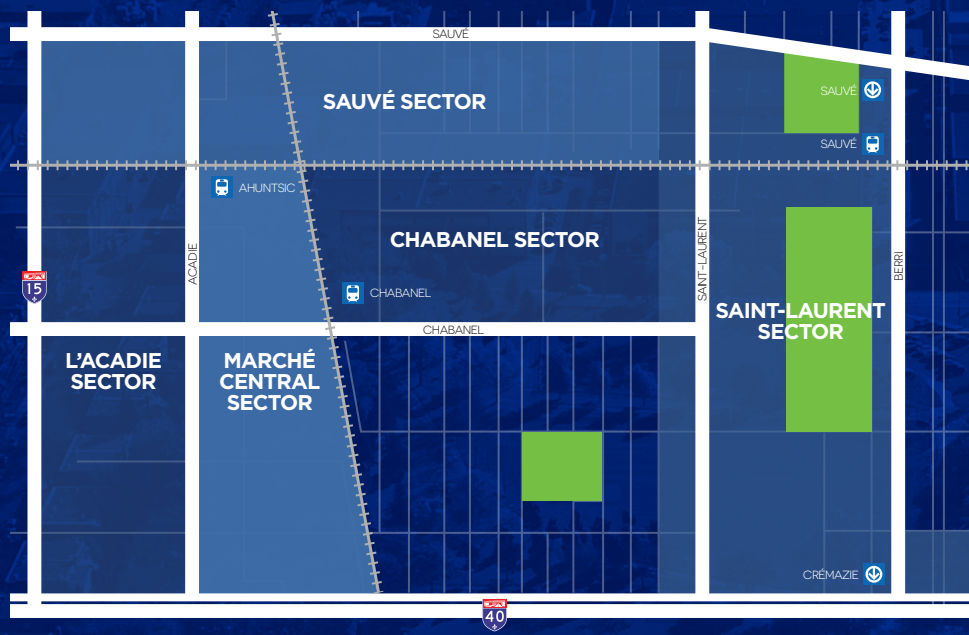 SAUVÉ
SAUVÉ SECTOR
SAUVÉ
SAUVÉ
AHUNTSIC
CHABANEL SECTOR
ACADIE
SAINT-LAURENT
BERRI
15
CHABANEL
SAINT-LAURENT
SECTOR
CHABANEL
L'ACADIE
SECTOR
MARCHÉ
CENTRAL
SECTOR
CRÉMAZIE
40